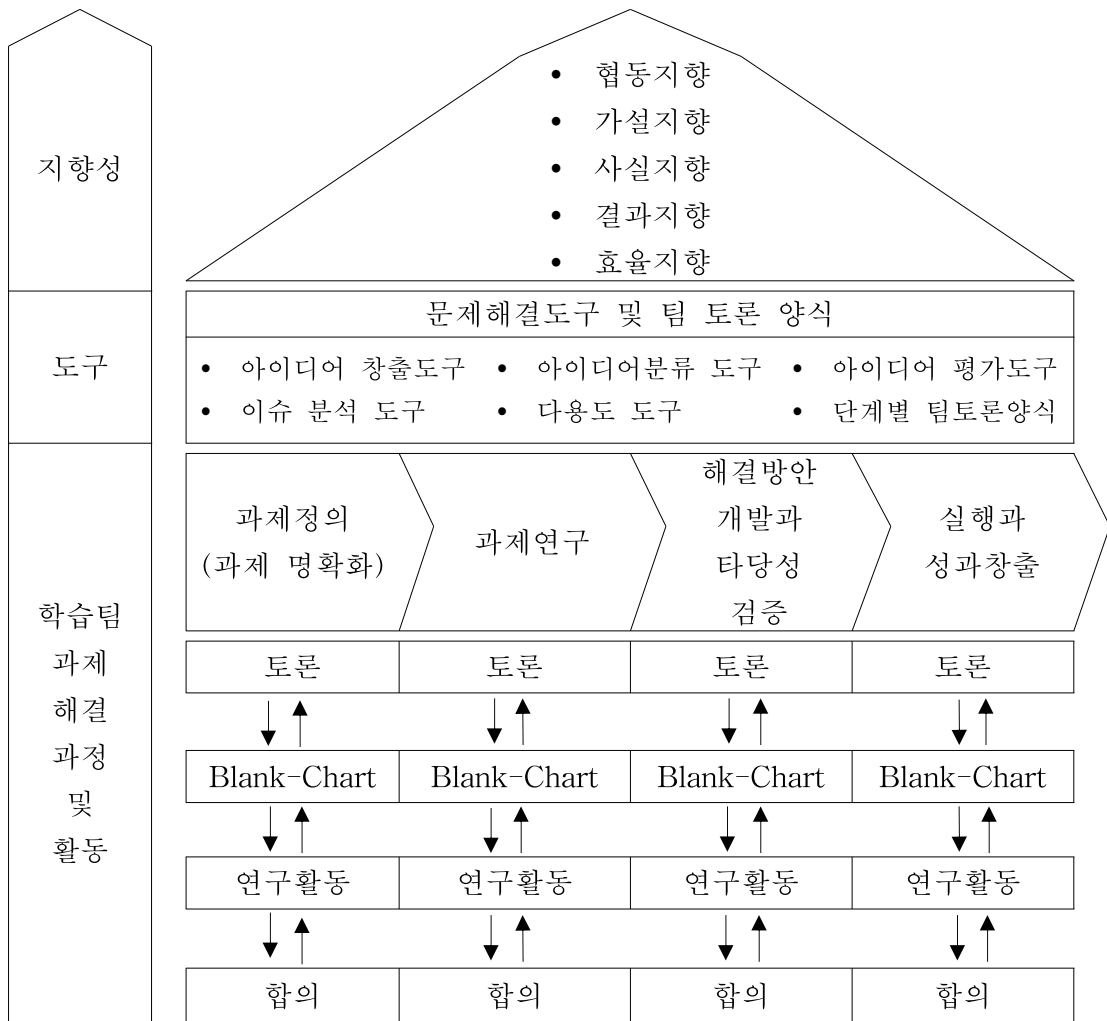 지향성
• 협동지향
• 가설지향
• 사실지향
• 결과지향
• 효율지향
도구
문제해결도구 및 팀 토론 양식
• 아이디어 창출도구 • 아이디어분류 도구 • 아이디어 평가도구
• 이슈 분석 도구 • 다용도 도구 • 단계별 팀토론양식
학습팀
과제
해결
과정
및
활동
과제정의
(과제 명확화)
과제연구
해결방안
개발과
타당성
검증
실행과
성과창출
토론 토론 토론 토론
Blank-Chart Blank-Chart Blank-Chart Blank-Chart
연구활동 연구활동 연구활동 연구활동
합의 합의 합의 합의